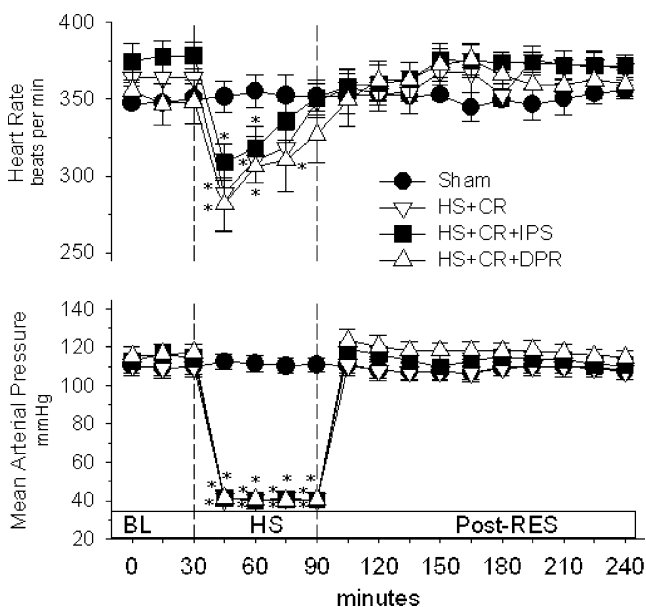 400
350
300
250
Heart Rate
beats per min
* * * * * * * *
Sham
HS+CR
HS+CR+IPS
HS+CR+DPR
140
120
100
80
60
40
20
Mean Arterial Pressure
mmHg
* * * * * * * * * * * *
BL HS Post-RES
0 30 60 90 120 150 180 210 240
minutes